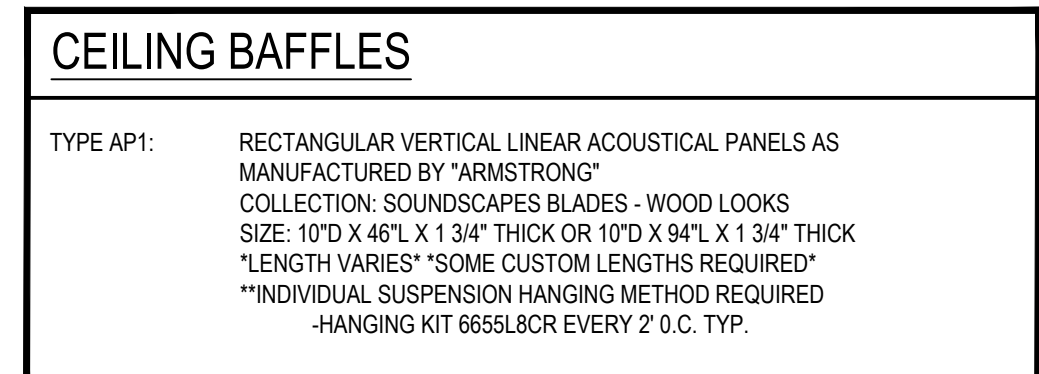 CEILING BAFFLES
TYPE AP1: RECTANGULAR VERTICAL LINEAR ACOUSTICAL PANELS AS
MANUFACTURED BY "ARMSTRONG"
COLLECTION: SOUNDSCAPES BLADES - WOOD LOOKS
SIZE: 10"D X 46"L X 1 3/4" THICK OR 10"D X 94"L X 1 3/4" THICK
*LENGTH VARIES* *SOME CUSTOM LENGTHS REQUIRED*
**INDIVIDUAL SUSPENSION HANGING METHOD REQUIRED
-HANGING KIT 6655L8CR EVERY 2' 0.C. TYP.